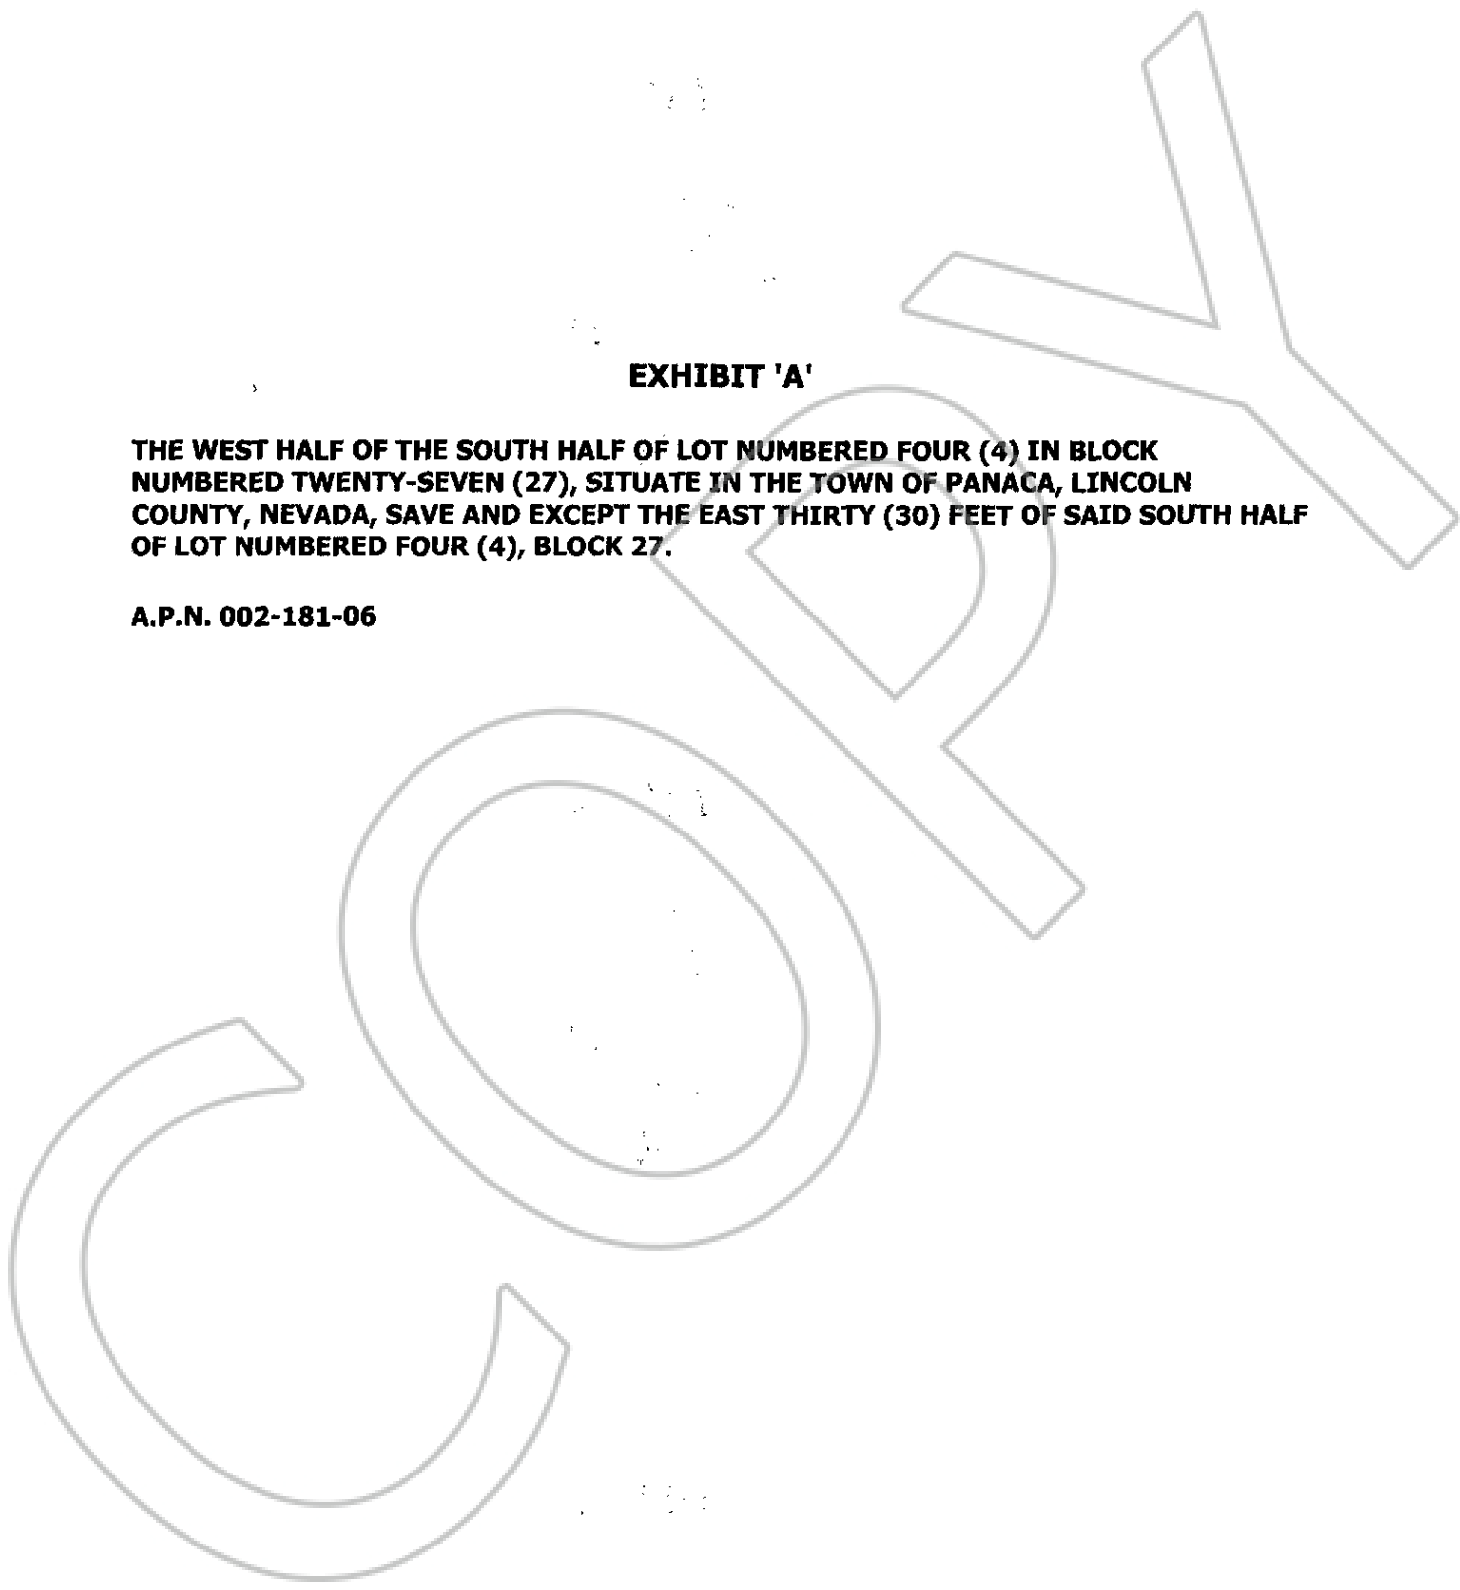 EXHIBIT 'A'
THE WEST HALF OF THE SOUTH HALF OF LOT NUMBERED FOUR (4) IN BLOCK
NUMBERED TWENTY-SEVEN (27), SITUATE IN THE TOWN OF PANACA, LINCOLN
COUNTY, NEVADA, SAVE AND EXCEPT THE EAST THIRTY (30) FEET OF SAID SOUTH HALF
OF LOT NUMBERED FOUR (4), BLOCK 27.
A.P.N. 002-181-06
COPY